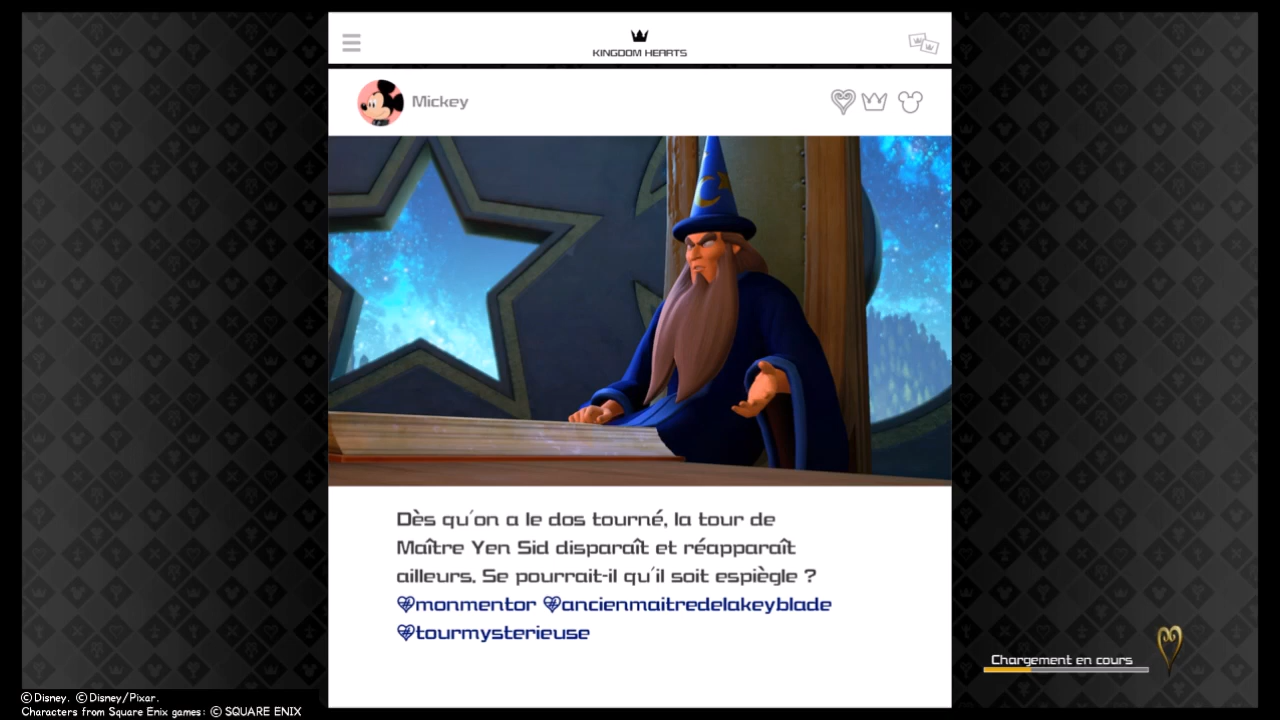 KINGDOM HEARTS
Mickey
Dès qu'on a le dos tourné, la tour de
Maître Yen Sid disparaît et réapparaît
ailleurs. Se pourrait-il qu'il soit espiègle ?
monmentor ancienmaitredelakeyblade
tourmysterieuse
Chargement en cours
©Disney. ©Disney/Pixar.
Characters from Square Enix games: © SQUARE ENIX